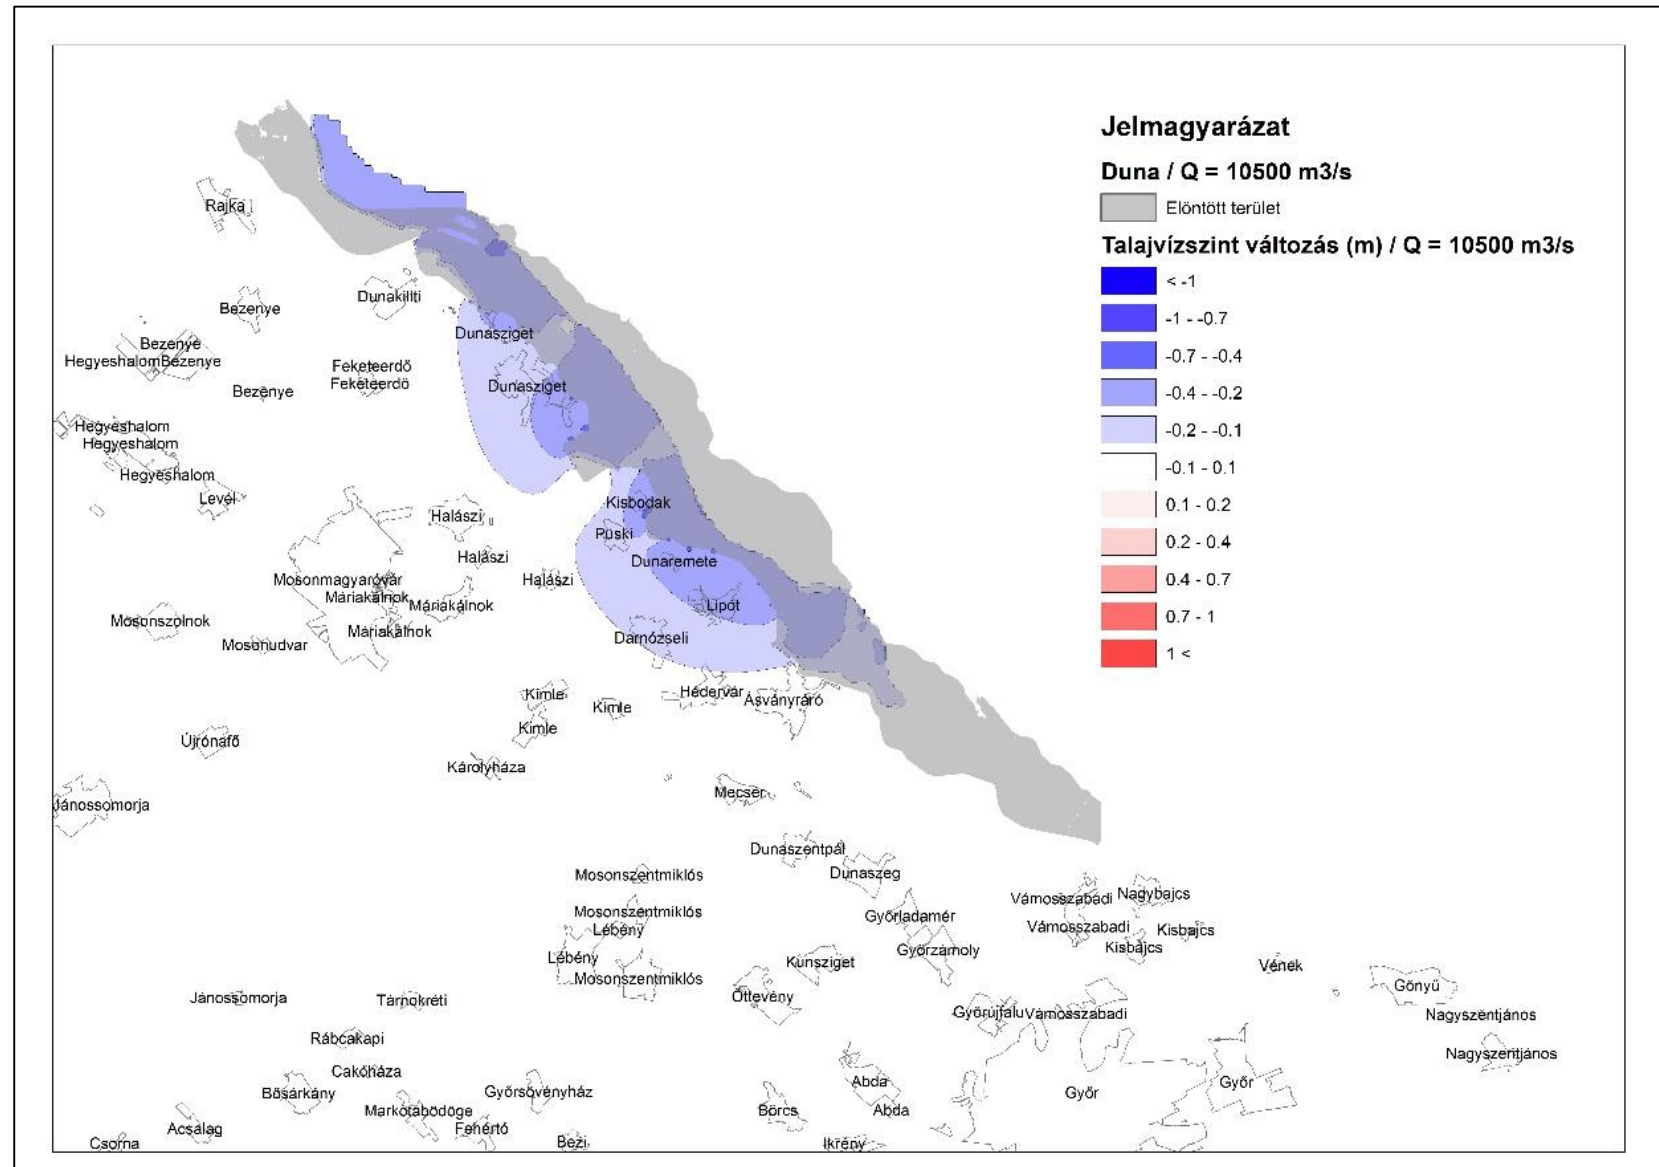 Jelmagyarázat
Duna / Q = 10500 m3/s
Elöntött terület
Talajvízszint változás (m) / Q = 10500 m3/s
< -1
-1 - -0.7
-0.7 - -0.4
-0.4 - -0.2
-0.2 - -0.1
-0.1 - 0.1
0.1 - 0.2
0.2 - 0.4
0.4 - 0.7
0.7 - 1
1 <
Rajka
Dunakiliti
Bezenye
Dunasziget
Bezenye
Hegyeshalom Bezenye
Feketeerdő
Feketeerdő
Dunasziget
Bezenye
Hegyeshalom
Hegyeshalom
Hegyeshalom
Levél
Kisbodak
Halászi
Püski
Halászi
Dunaremete
Halászi
Mosonmagyaróvár
Máriakálnok
Máriakálnok
Lipót
Mosonszolnok
Máriakálnok
Darnózseli
Mosonudvar
Kimle
Hédervár
Ásványráró
Kimle
Kimle
Újrónafő
Károlyháza
Mecsér
Jánossomorja
Dunaszentpál
Dunaszeg
Mosonszentmiklós
Vámosszabadi
Nagybajcs
Mosonszentmiklós
Győrladamér
Lébény
Vámosszabadi
Kisbajcs
Kisbajcs
Győrzámoly
Lébény
Kunsziget
Vének
Mosonszentmiklós
Gönyű
Öttevény
Jánossomorja
Tárnokréti
Győrújfalu Vámosszabadi
Nagyszentjános
Rábcakapi
Nagyszentjános
Cakóháza
Abda
Győr
Bősárkány
Győrsövényház
Győr
Markotabödöge
Börcs
Abda
Acsalag
Fehértó
Csorna
Bezi
Ikrény